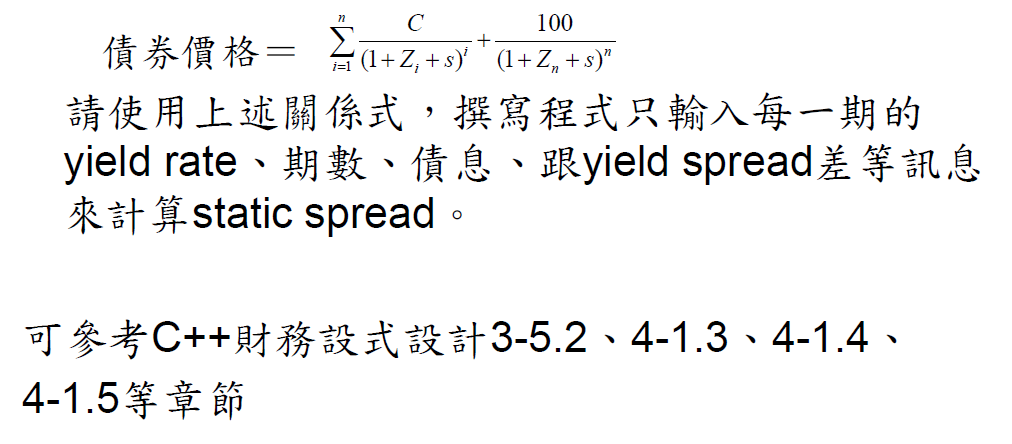 債券價格＝ \sum_{i=1}^{n} \frac{C}{(1+Z_i+s)^i} + \frac{100}{(1+Z_n+s)^n}
請使用上述關係式，撰寫程式只輸入每一期的
yield rate、期數、債息、跟yield spread差等訊息
來計算static spread。
可參考C++財務設式設計3-5.2、4-1.3、4-1.4、
4-1.5等章節